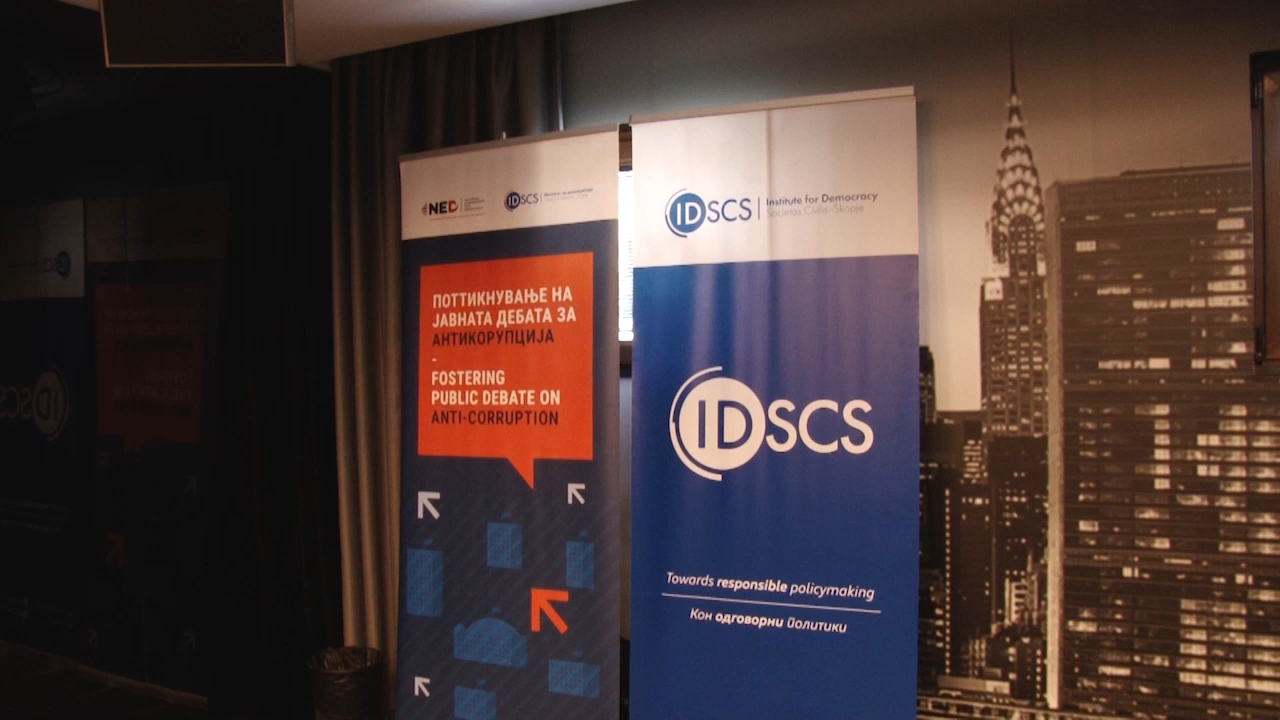 NED
IDSCS
ПОТТИКНУВАЊЕ НА
ЈАВНАТА ДЕБАТА ЗА
АНТИКОРУПЦИЈА
-
FOSTERING
PUBLIC DEBATE ON
ANTI-CORRUPTION
IDSCS
Institute for Democracy
Societas Civilis – Skopje
IDSCS
Towards responsible policymaking
Кон одговорни политики